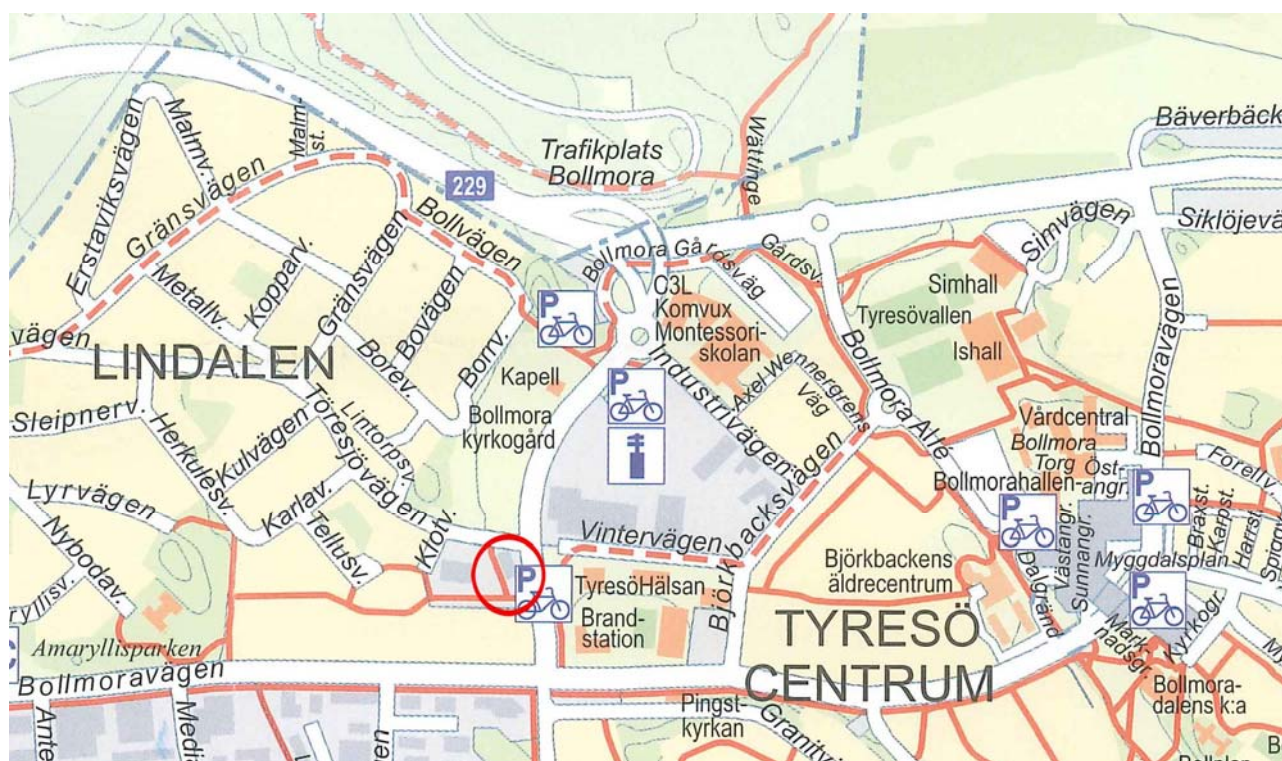 Bäverbäck
Trafikplats
Bollmora
Wättinge
Malm-
st.
Malmv.
Erstaviksvägen
Gränsvägen
229
Simvägen
Siklöjevä
Bollmora Gårdsväg
Gårdsv.
Bollvägen
Metallv.
Kopparv.
Gränsvägen
Bovägen
Borev.
Borrv.
C3L
Komvux
Montessori-
skolan
Simhall
Tyresövallen
Ishall
Bollmoravägen
P
vägen
LINDALEN
Kapell
Industrivägen
Axel Wennergrens
Väg
Bollmora Allé
P
Bollmora
kyrkogård
Sleipnerv.
Herkulesv.
Kulvägen
Töresjövägen
Lintorpsv.
Vårdcentral
Bollmora
Torg
Öst-
angr.
Bollmorahallen
P
P
Forellv.
Lyrvägen
Nybodav.
Karlav.
Tellusv.
Klotv.
Vintervägen
Björkbacksvägen
Västangr.
Sunnangr.
Braxst.
Karpst.
Harrst.
Myggdalsplan
Dalgränd
P
P
TyresöHälsan
Brand-
station
Björkbackens
äldrecentrum
TYRESÖ
CENTRUM
Mark-
nadsgr.
Kyrkogr.
Amaryllisparken
Bollmoravägen
Pingst-
kyrkan
Bollmora-
dalens k:a